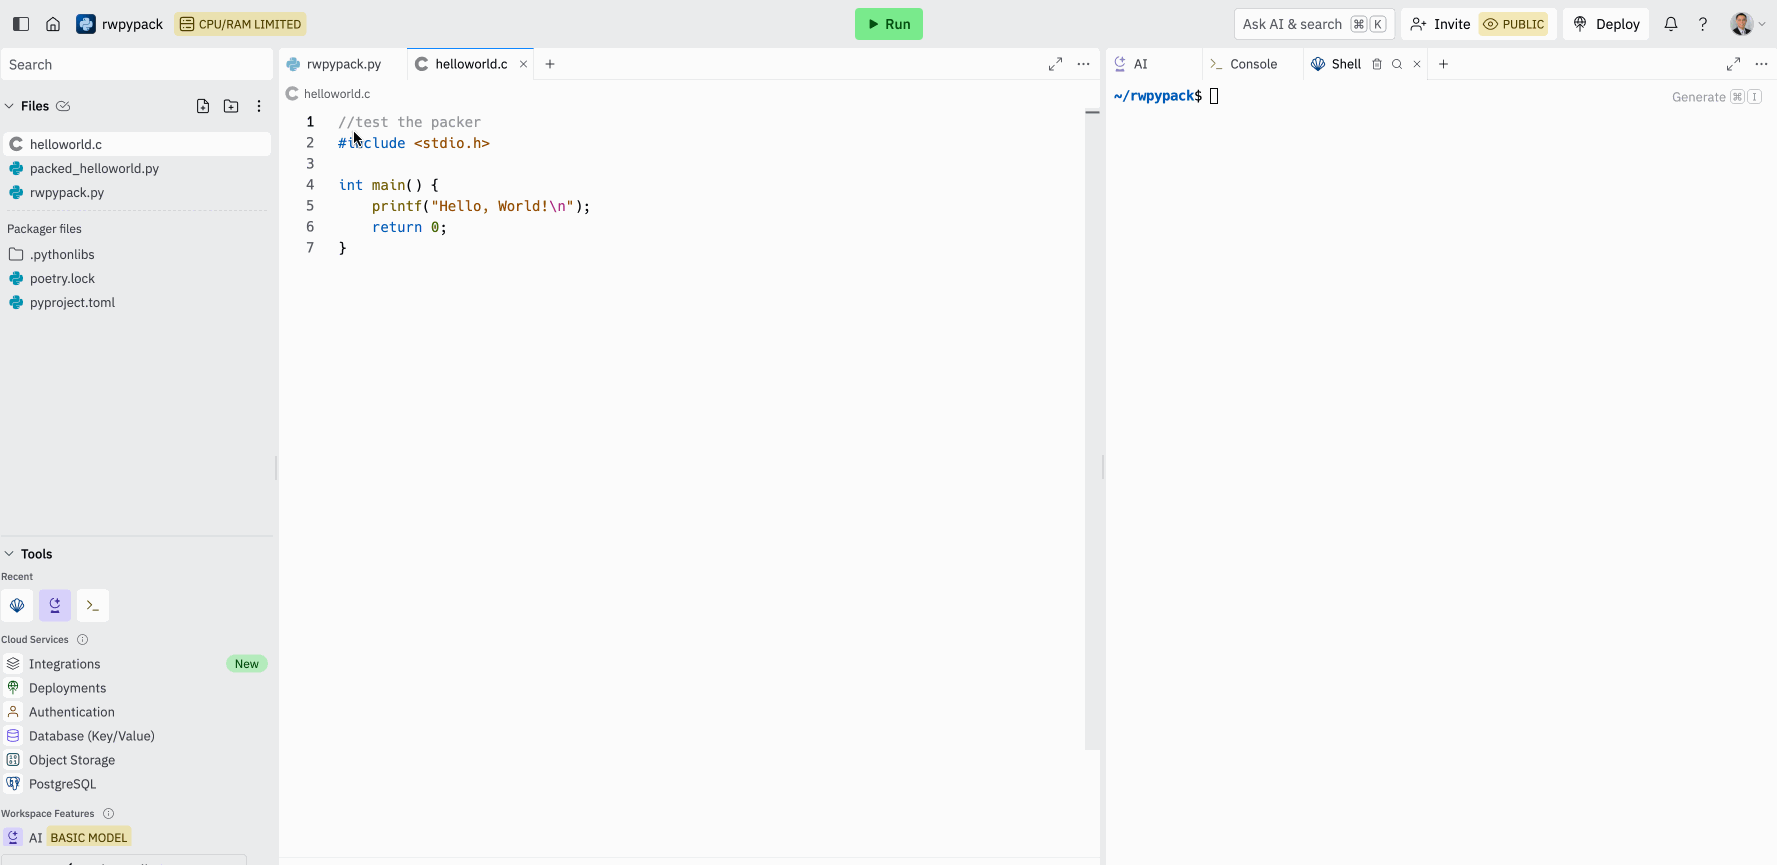 rwpypack CPU/RAM LIMITED Run Ask AI & search ⌘ K Invite PUBLIC Deploy ?
Search
Files
helloworld.c
packed_helloworld.py
rwpypack.py
Packager files
.pythonlibs
poetry.lock
pyproject.toml
Tools
Recent
Cloud Services
Integrations New
Deployments
Authentication
Database (Key/Value)
Object Storage
PostgreSQL
Workspace Features
AI BASIC MODEL
rwpypack.py helloworld.c
helloworld.c
1 //test the packer
2 #include <stdio.h>
3
4 int main() {
5 printf("Hello, World!\n");
6 return 0;
7 }
AI Console Shell
~/rwpypack$ Generate ⌘ I